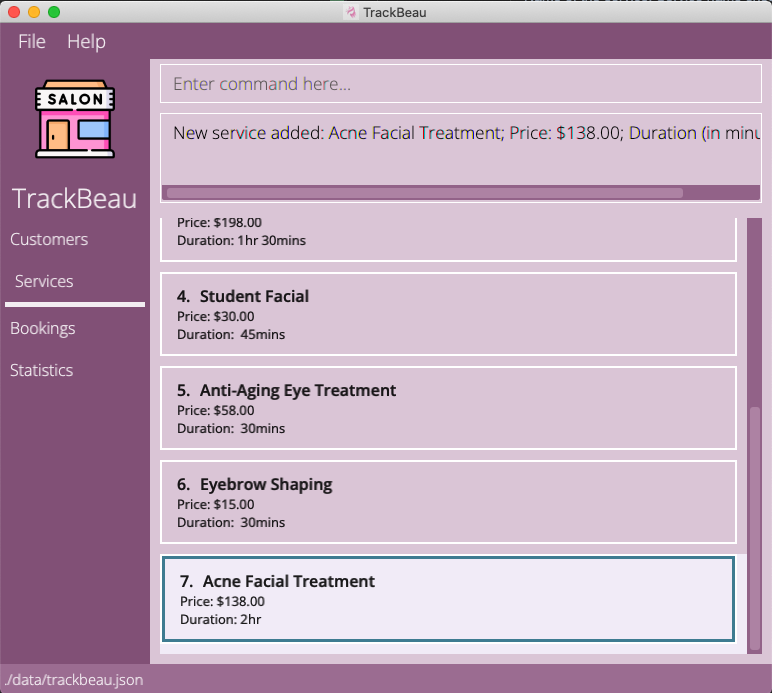 TrackBeau
File Help
SALON
TrackBeau
Customers
Services
Bookings
Statistics
Enter command here...
New service added: Acne Facial Treatment; Price: $138.00; Duration (in minu
Price: $198.00
Duration: 1hr 30mins
4. Student Facial
Price: $30.00
Duration: 45mins
5. Anti-Aging Eye Treatment
Price: $58.00
Duration: 30mins
6. Eyebrow Shaping
Price: $15.00
Duration: 30mins
7. Acne Facial Treatment
Price: $138.00
Duration: 2hr
./data/trackbeau.json